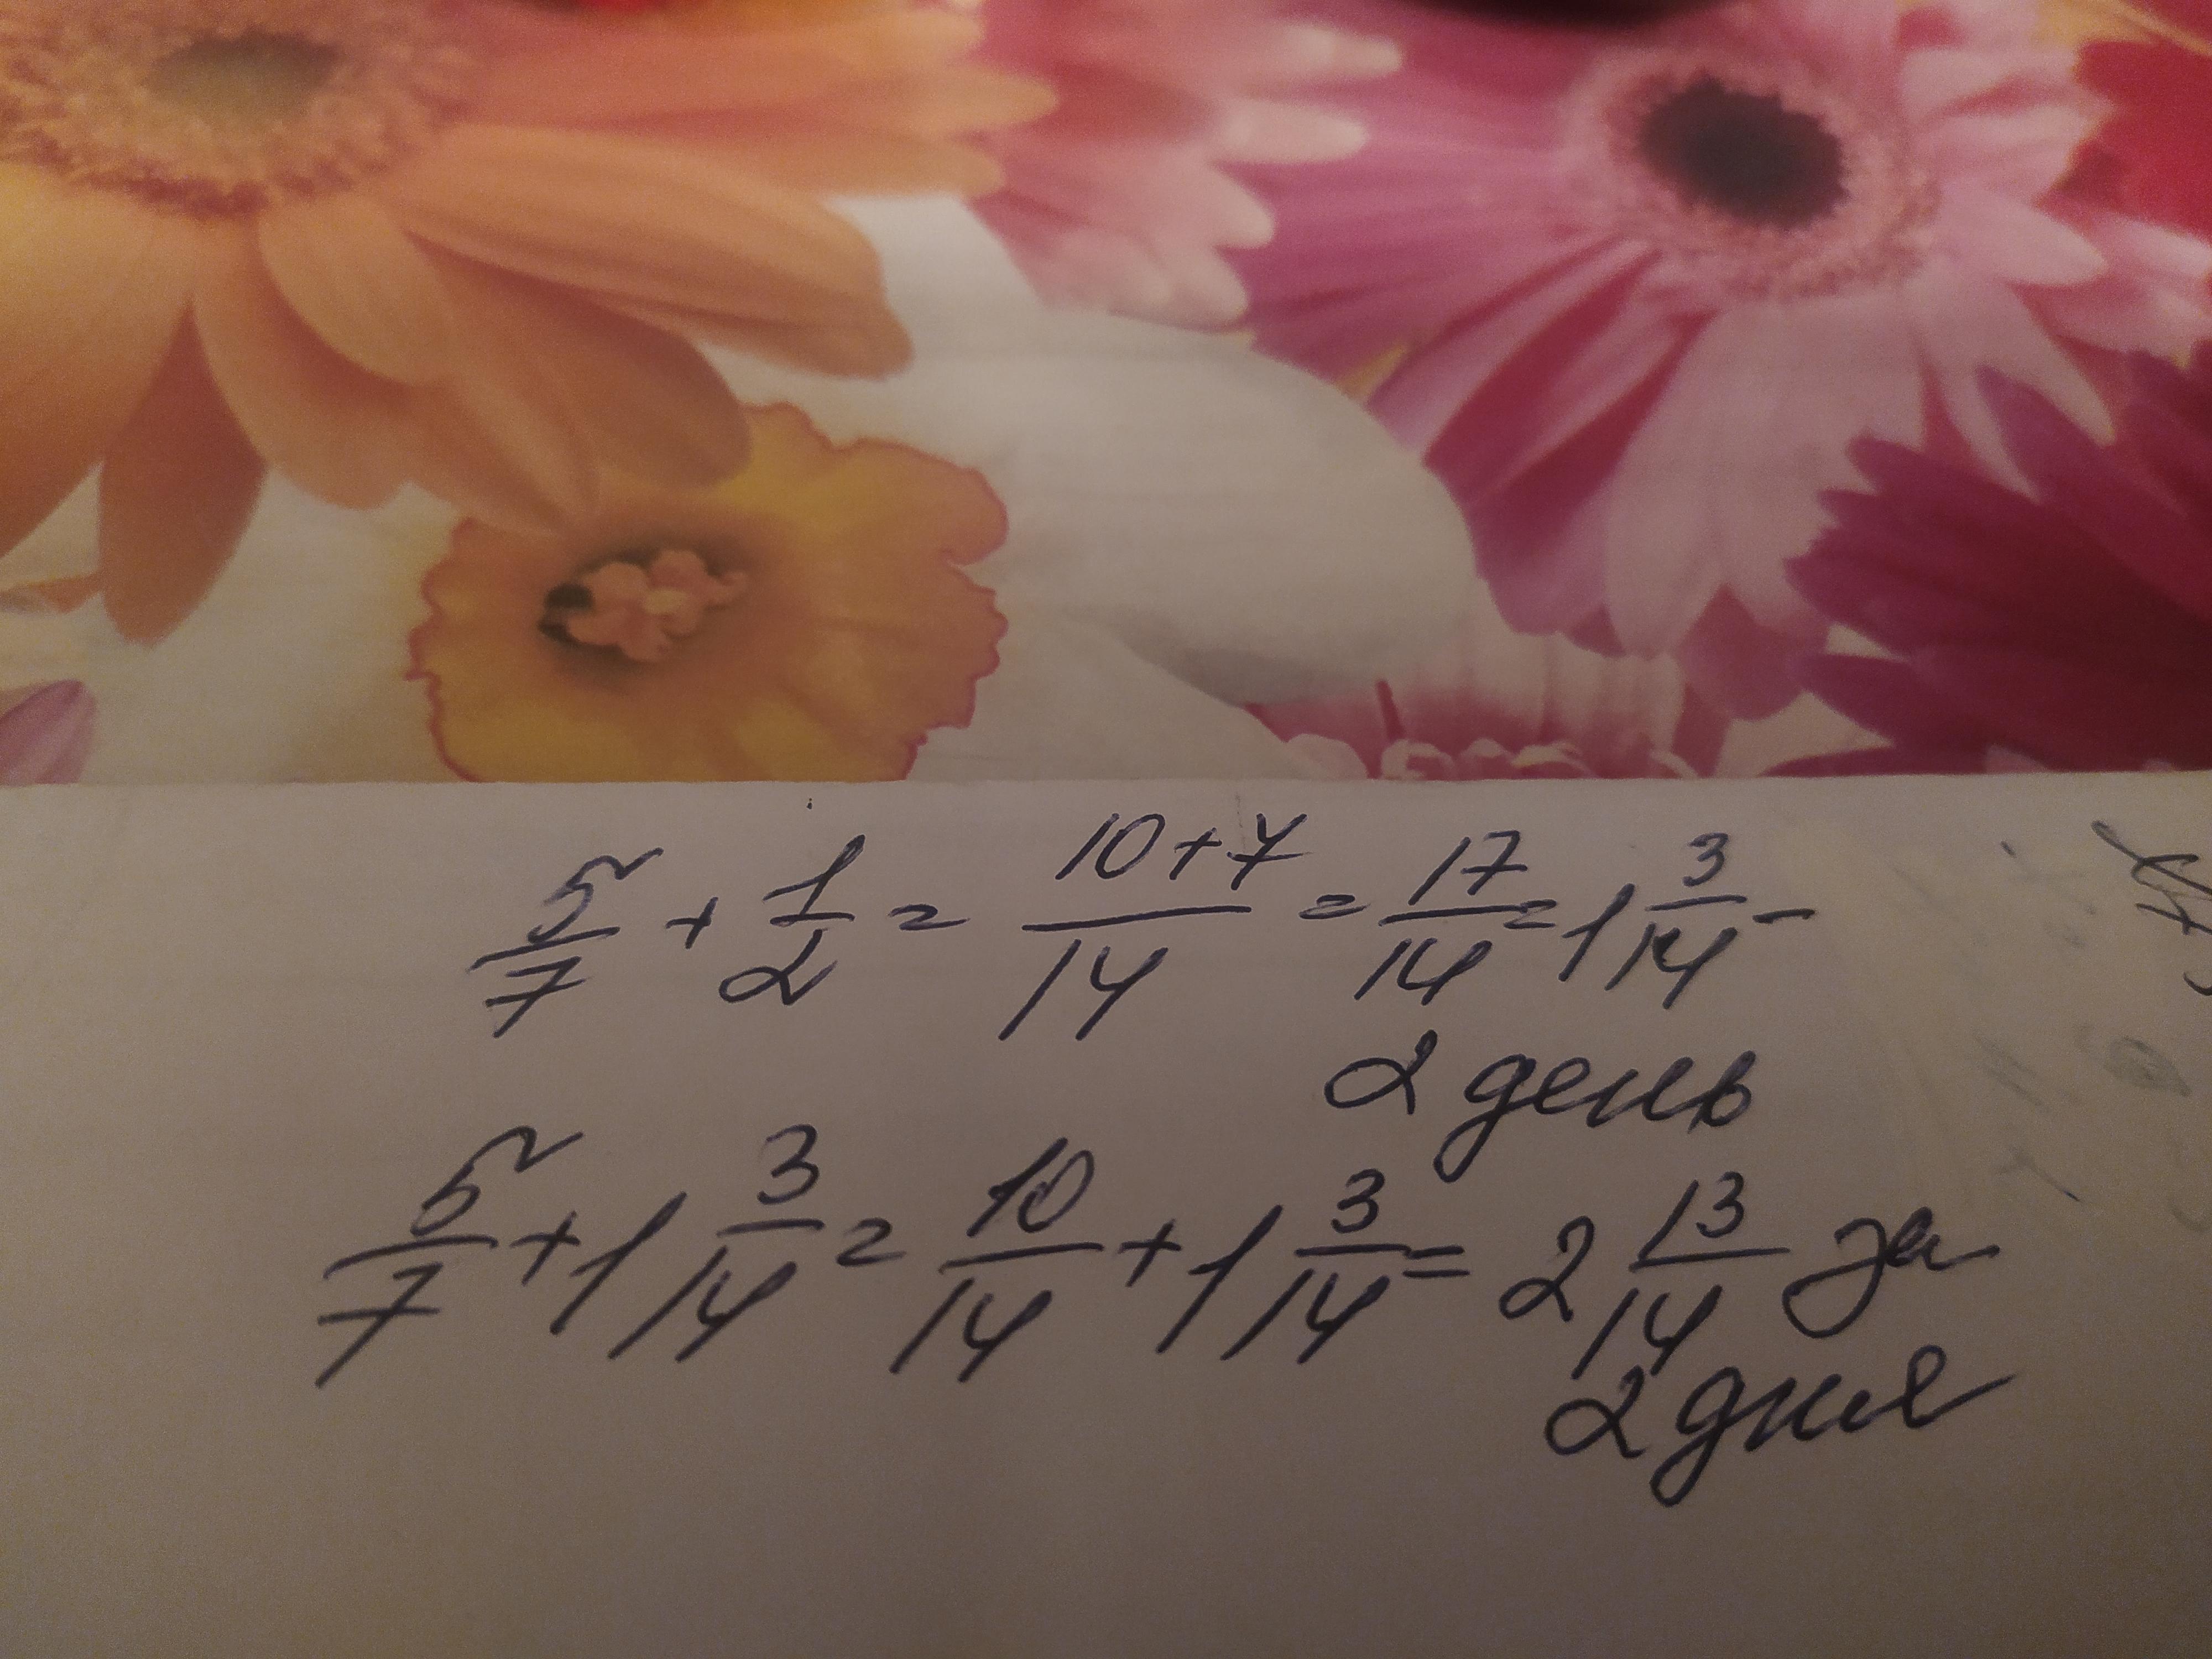 5/7 + 1/2 = (10+7)/14 = 17/14 = 1 3/14 -
2 день
5/7 + 1 3/14 = 10/14 + 1 3/14 = 2 13/14 за
2 дня